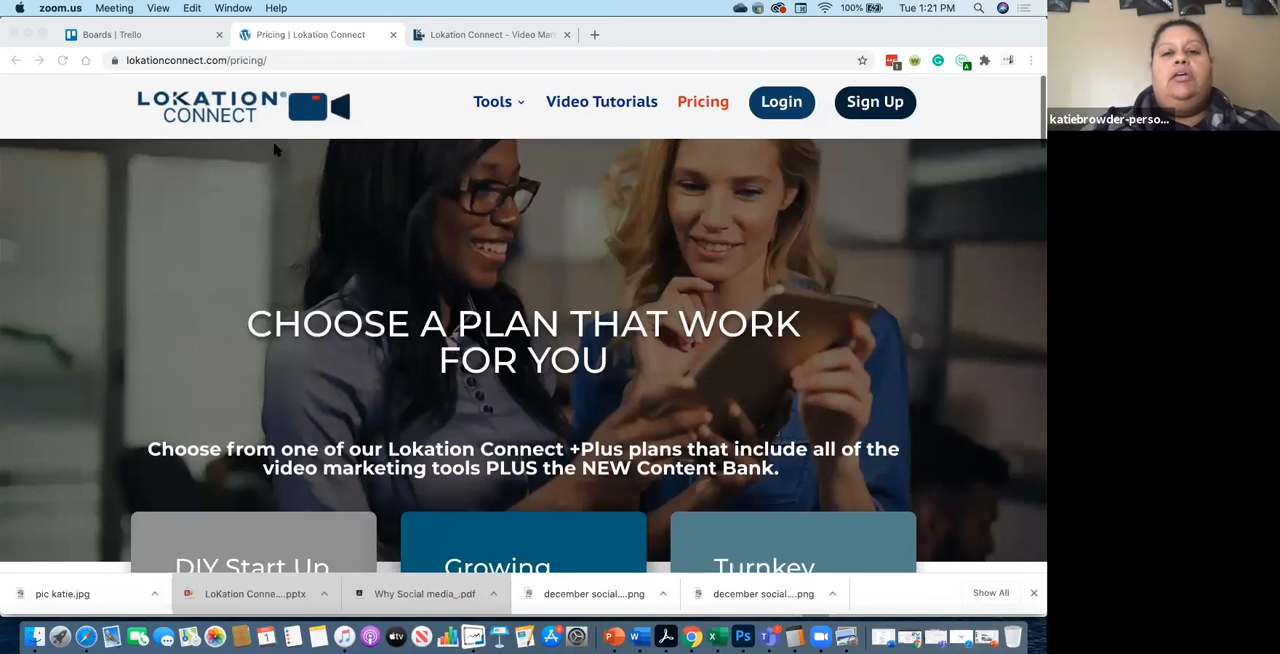 zoom.us Meeting View Edit Window Help 100% Tue 1:21 PM
Boards | Trello Pricing | Lokation Connect Lokation Connect - Video Mar
lokationconnect.com/pricing/
LOKATION®
CONNECT
Tools Video Tutorials Pricing Login Sign Up
katiebrowder-perso...
CHOOSE A PLAN THAT WORK
FOR YOU
Choose from one of our Lokation Connect +Plus plans that include all of the
video marketing tools PLUS the NEW Content Bank.
DIY Start Up Growing Turnkey
pic katie.jpg LoKation Conne....pptx Why Social media_.pdf december social....png december social....png Show All